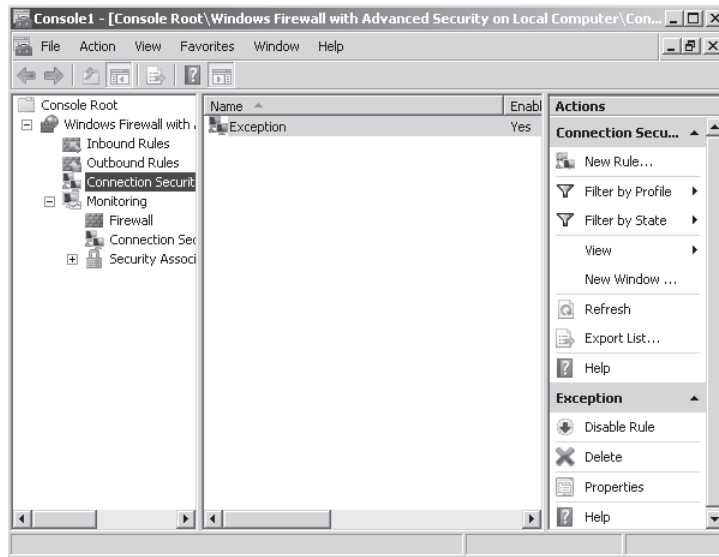 Console1 - [Console Root\Windows Firewall with Advanced Security on Local Computer\Con...
File Action View Favorites Window Help
Console Root
Windows Firewall with
Inbound Rules
Outbound Rules
Connection Securit
Monitoring
Firewall
Connection Sec
Security Associ
Name Enabl
Exception Yes
Actions
Connection Secu...
New Rule...
Filter by Profile
Filter by State
View
New Window ...
Refresh
Export List...
Help
Exception
Disable Rule
Delete
Properties
Help